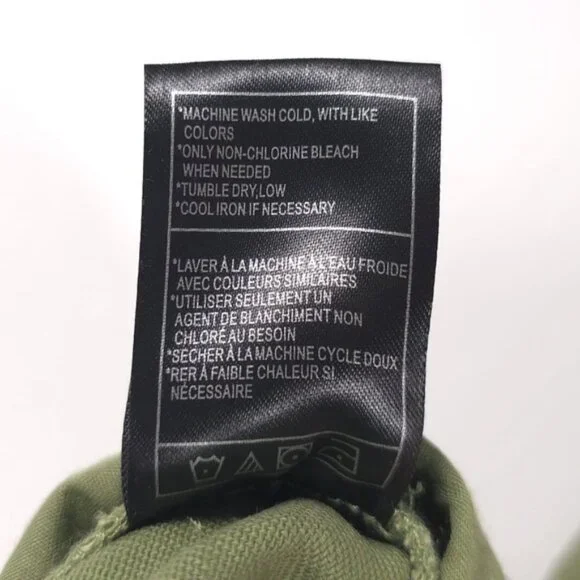 *MACHINE WASH COLD, WITH LIKE
COLORS
*ONLY NON-CHLORINE BLEACH
WHEN NEEDED
*TUMBLE DRY,LOW
*COOL IRON IF NECESSARY
*LAVER À LA MACHINE À L'EAU FROIDE
AVEC COULEURS SIMILAIRES
*UTILISER SEULEMENT UN
AGENT DE BLANCHIMENT NON
CHLORÉ AU BESOIN
*SÉCHER À LA MACHINE CYCLE DOUX
*RER À FAIBLE CHALEUR SI
NÉCESSAIRE